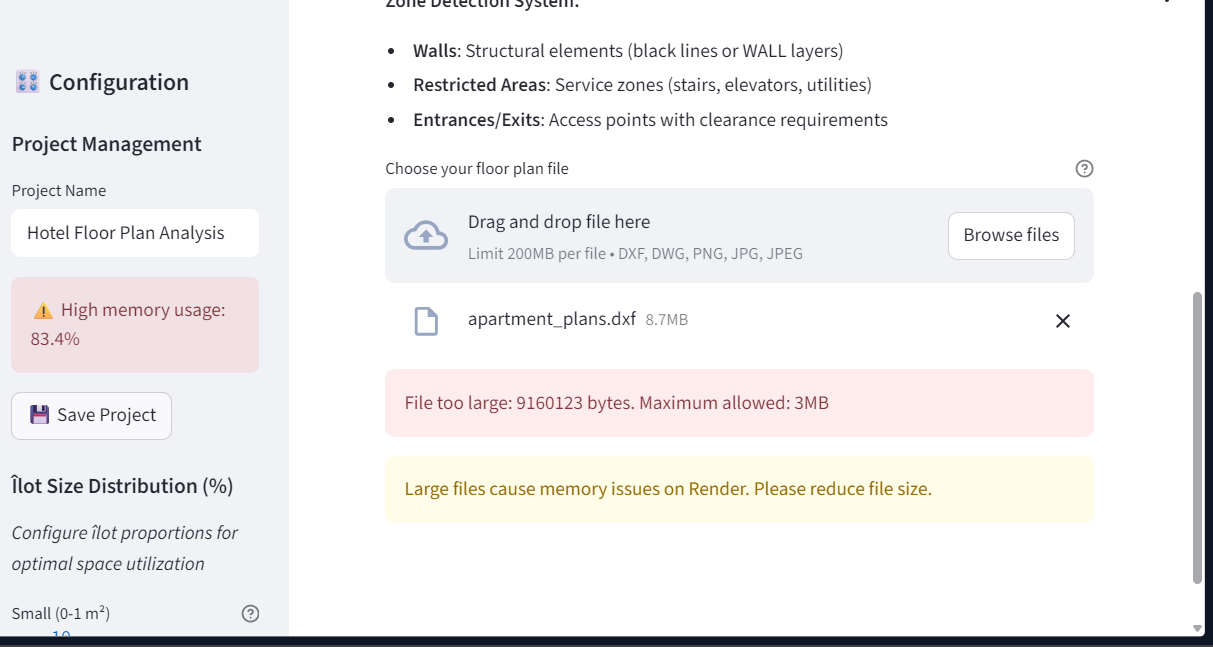 Configuration
Project Management
Project Name
Hotel Floor Plan Analysis
High memory usage:
83.4%
Save Project
Îlot Size Distribution (%)
Configure îlot proportions for
optimal space utilization
Small (0-1 m²)
10
Zone Detection System:
• Walls: Structural elements (black lines or WALL layers)
• Restricted Areas: Service zones (stairs, elevators, utilities)
• Entrances/Exits: Access points with clearance requirements
Choose your floor plan file
Drag and drop file here
Limit 200MB per file • DXF, DWG, PNG, JPG, JPEG
Browse files
apartment_plans.dxf 8.7MB
File too large: 9160123 bytes. Maximum allowed: 3MB
Large files cause memory issues on Render. Please reduce file size.